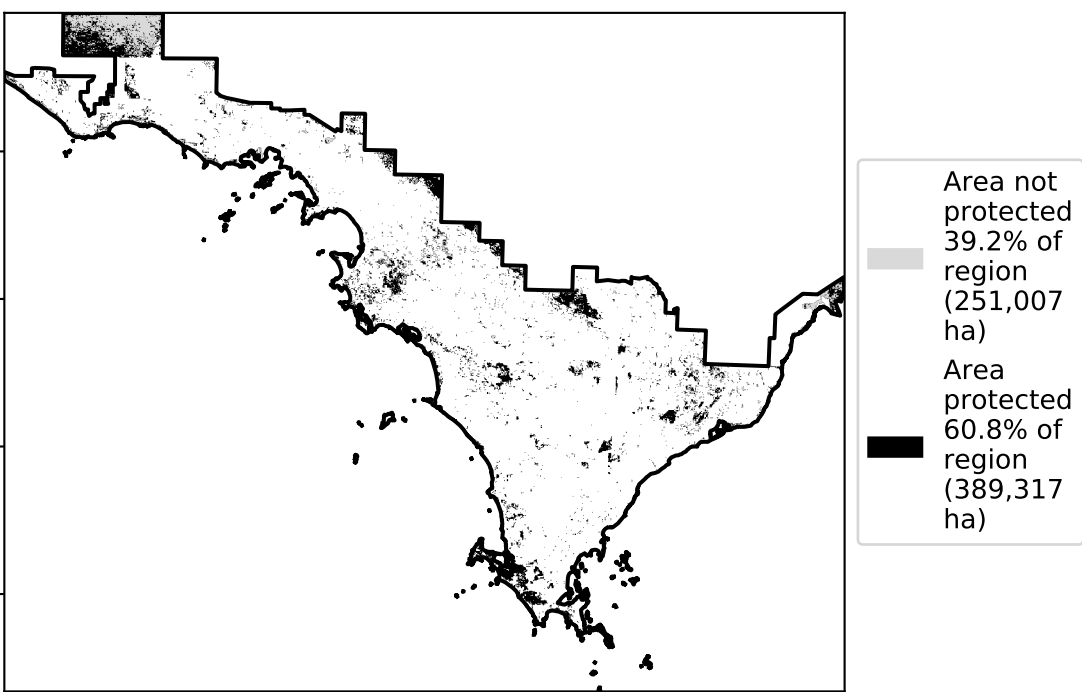 Area not
protected
39.2% of
region
(251,007
ha)
Area
protected
60.8% of
region
(389,317
ha)